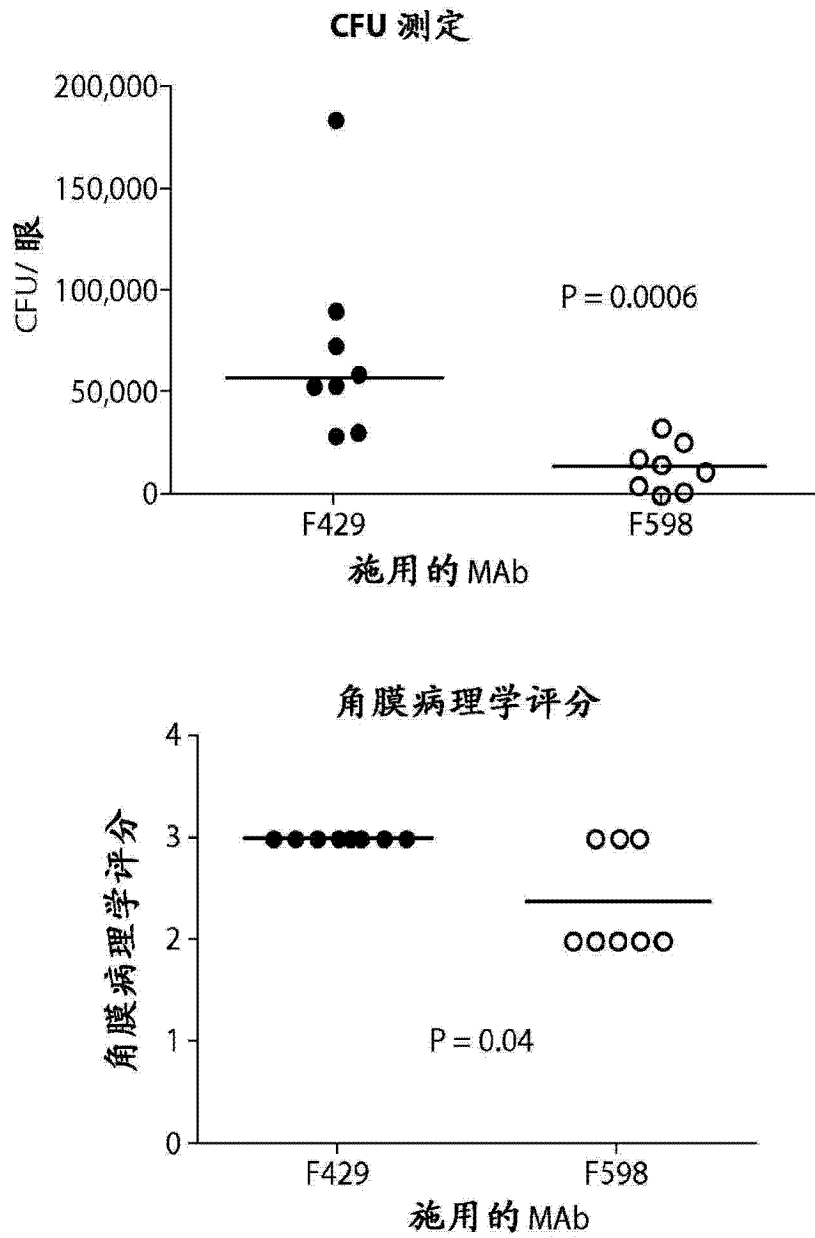 CFU 测定
200,000
150,000
100,000
50,000
0
CFU/ 眼
P = 0.0006
F429
F598
施用的 MAb
角膜病理学评分
4
3
2
1
0
角膜病理学评分
P = 0.04
F429
F598
施用的 MAb